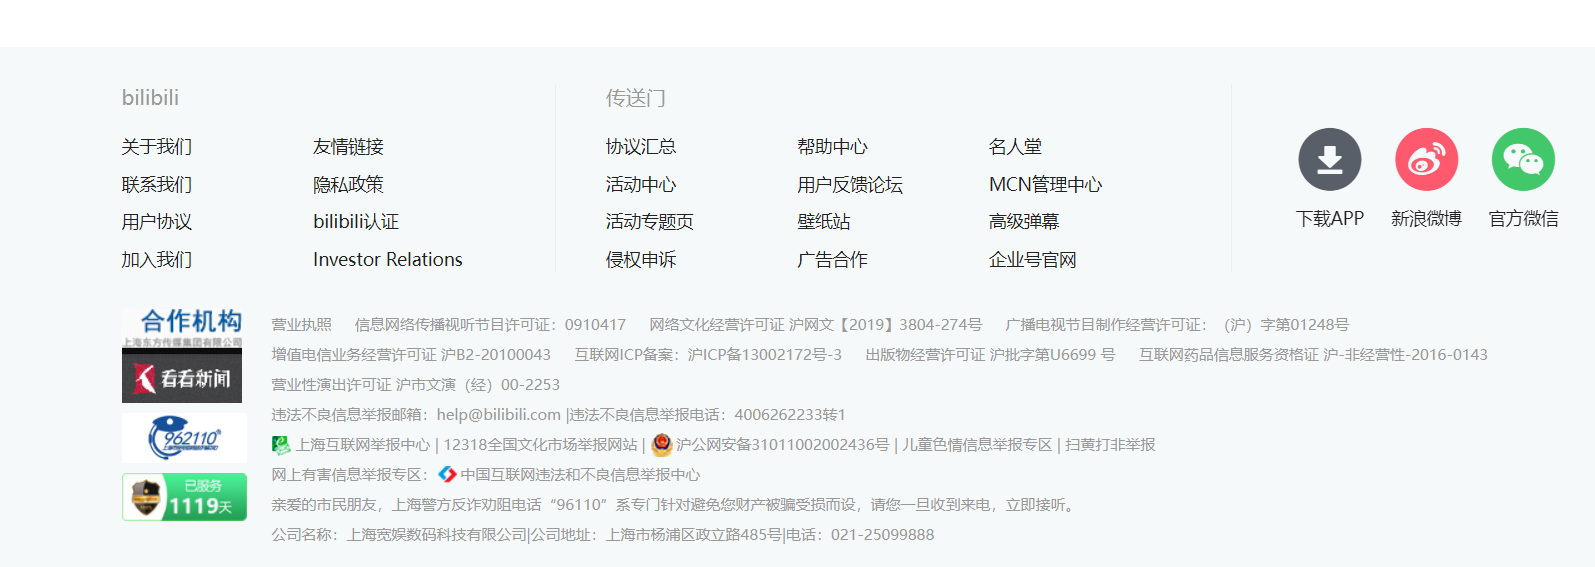 bilibili
关于我们 友情链接
联系我们 隐私政策
用户协议 bilibili认证
加入我们 Investor Relations
传送门
协议汇总 帮助中心 名人堂
活动中心 用户反馈论坛 MCN管理中心
活动专题页 壁纸站 高级弹幕
侵权申诉 广告合作 企业号官网
下载APP 新浪微博 官方微信
合作机构
上海东方传媒集团有限公司
看看新闻
962110
已服务
1119天
营业执照 信息网络传播视听节目许可证：0910417 网络文化经营许可证 沪网文【2019】3804-274号 广播电视节目制作经营许可证：（沪）字第01248号
增值电信业务经营许可证 沪B2-20100043 互联网ICP备案：沪ICP备13002172号-3 出版物经营许可证 沪批字第U6699 号 互联网药品信息服务资格证 沪-非经营性-2016-0143
营业性演出许可证 沪市文演（经）00-2253
违法不良信息举报邮箱：help@bilibili.com |违法不良信息举报电话：4006262233转1
上海互联网举报中心 | 12318全国文化市场举报网站 | 沪公网安备31011002002436号 | 儿童色情信息举报专区 | 扫黄打非举报
网上有害信息举报专区： 中国互联网违法和不良信息举报中心
亲爱的市民朋友，上海警方反诈劝阻电话“96110”系专门针对避免您财产被骗受损而设，请您一旦收到来电，立即接听。
公司名称：上海宽娱数码科技有限公司|公司地址：上海市杨浦区政立路485号|电话：021-25099888